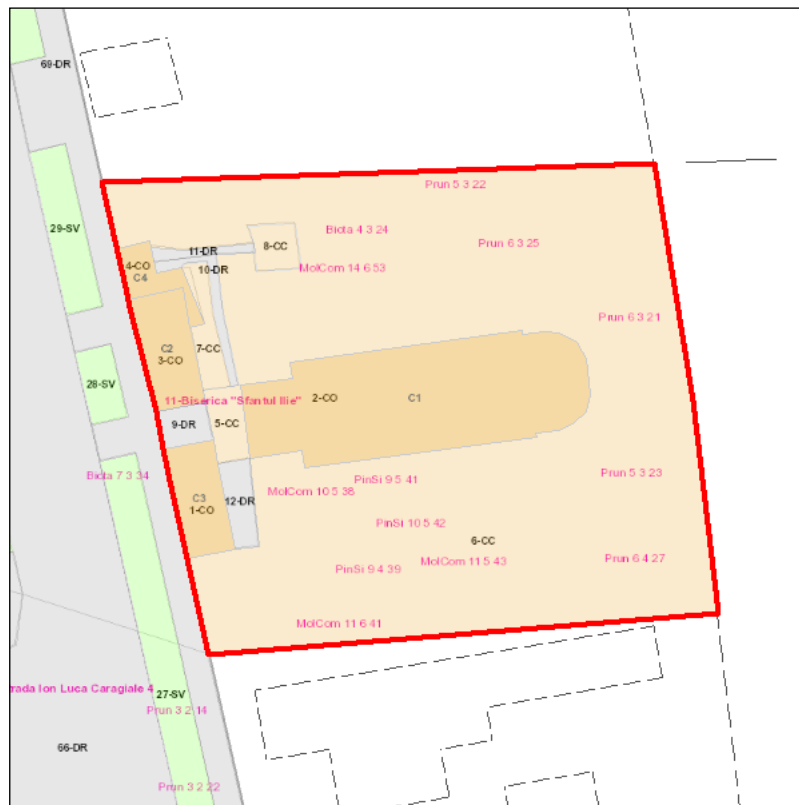 69-DR
Prun 5 3 22
29-SV
Biota 4 3 24
Prun 6 3 25
11-DR
8-CC
4-CO
C4
10-DR
MolCom 14 6 53
Prun 6 3 21
C2
3-CO
7-CC
28-SV
2-CO
C1
11-Biserica "Sfantul Ilie"
9-DR
5-CC
Biota 7 3 34
Prun 5 3 23
PinSi 9 5 41
MolCom 10 5 38
C3
1-CO
12-DR
PinSi 10 5 42
6-CC
MolCom 11 5 43
Prun 6 4 27
PinSi 9 4 39
MolCom 11 6 41
trada Ion Luca Caragiale 4
27-SV
Prun 3 2 14
66-DR
Prun 3 2 22